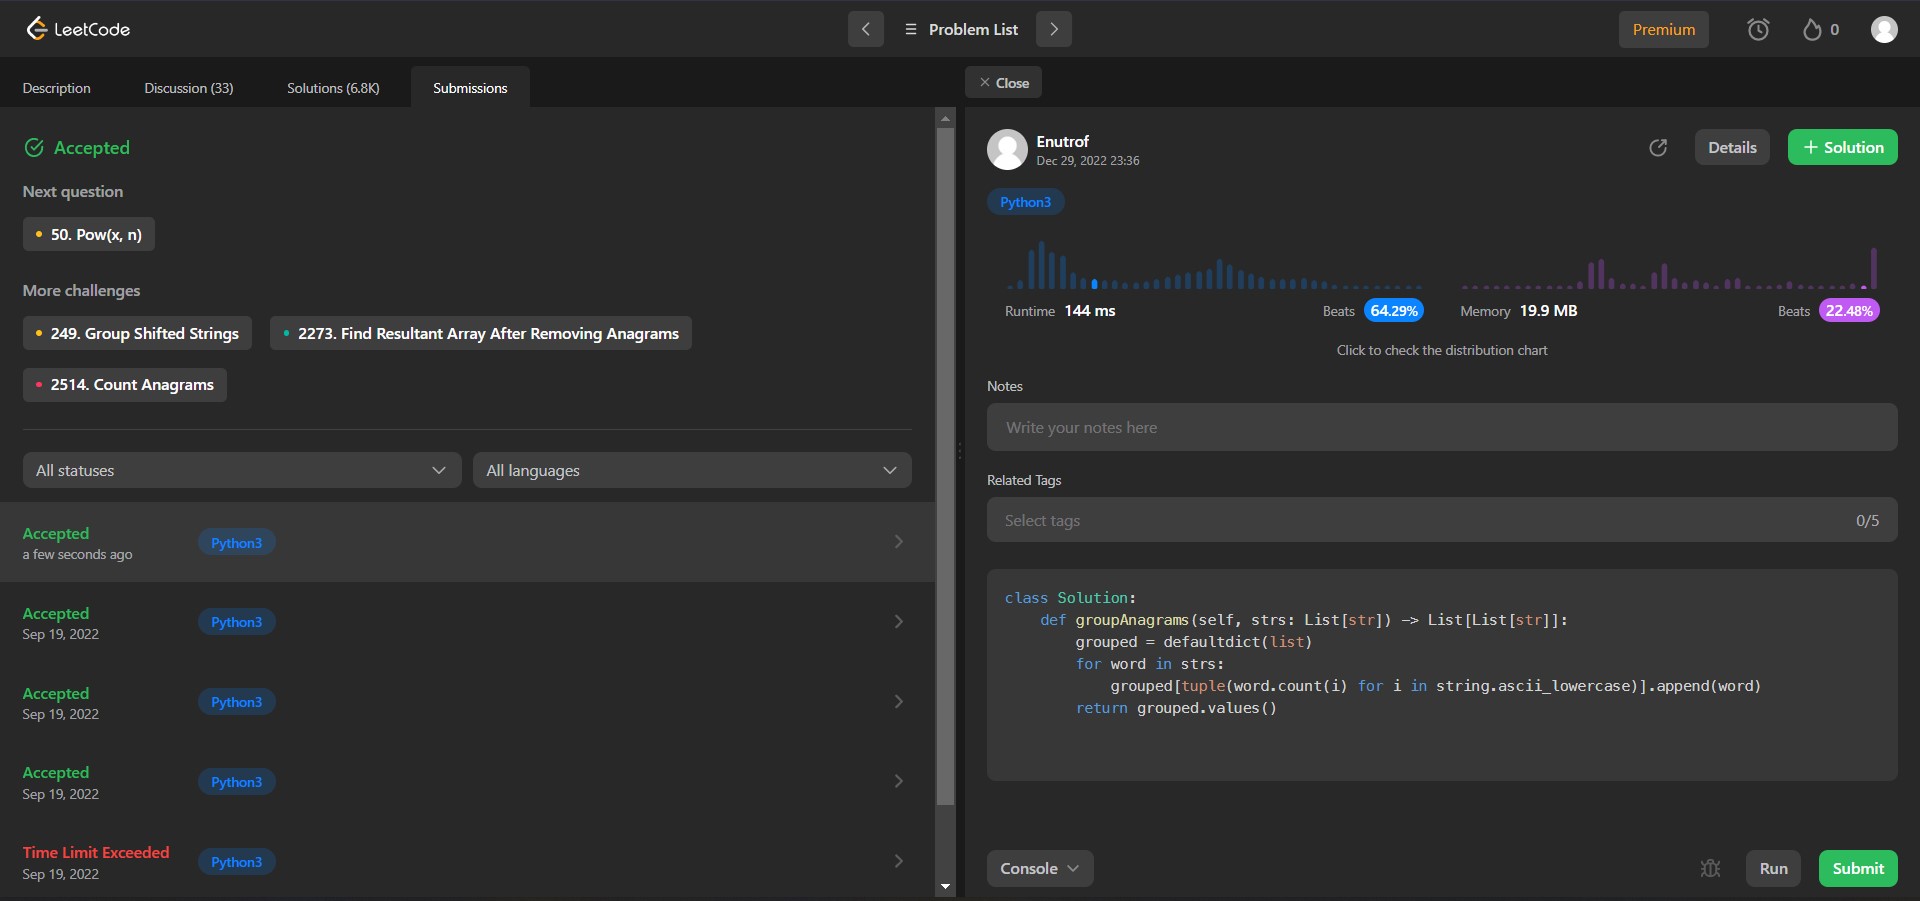 LeetCode
Problem List
Premium
0
Description
Discussion (33)
Solutions (6.8K)
Submissions
Accepted
Next question
50. Pow(x, n)
More challenges
249. Group Shifted Strings
2273. Find Resultant Array After Removing Anagrams
2514. Count Anagrams
All statuses
All languages
Accepted
Python3
a few seconds ago
Accepted
Python3
Sep 19, 2022
Accepted
Python3
Sep 19, 2022
Accepted
Python3
Sep 19, 2022
Time Limit Exceeded
Python3
Sep 19, 2022
Close
Enutrof
Dec 29, 2022 23:36
Details
+ Solution
Python3
Runtime 144 ms
Beats 64.29%
Memory 19.9 MB
Beats 22.48%
Click to check the distribution chart
Notes
Write your notes here
Related Tags
Select tags
0/5
class Solution:
    def groupAnagrams(self, strs: List[str]) -> List[List[str]]:
        grouped = defaultdict(list)
        for word in strs:
            grouped[tuple(word.count(i) for i in string.ascii_lowercase)].append(word)
        return grouped.values()
Console
Run
Submit